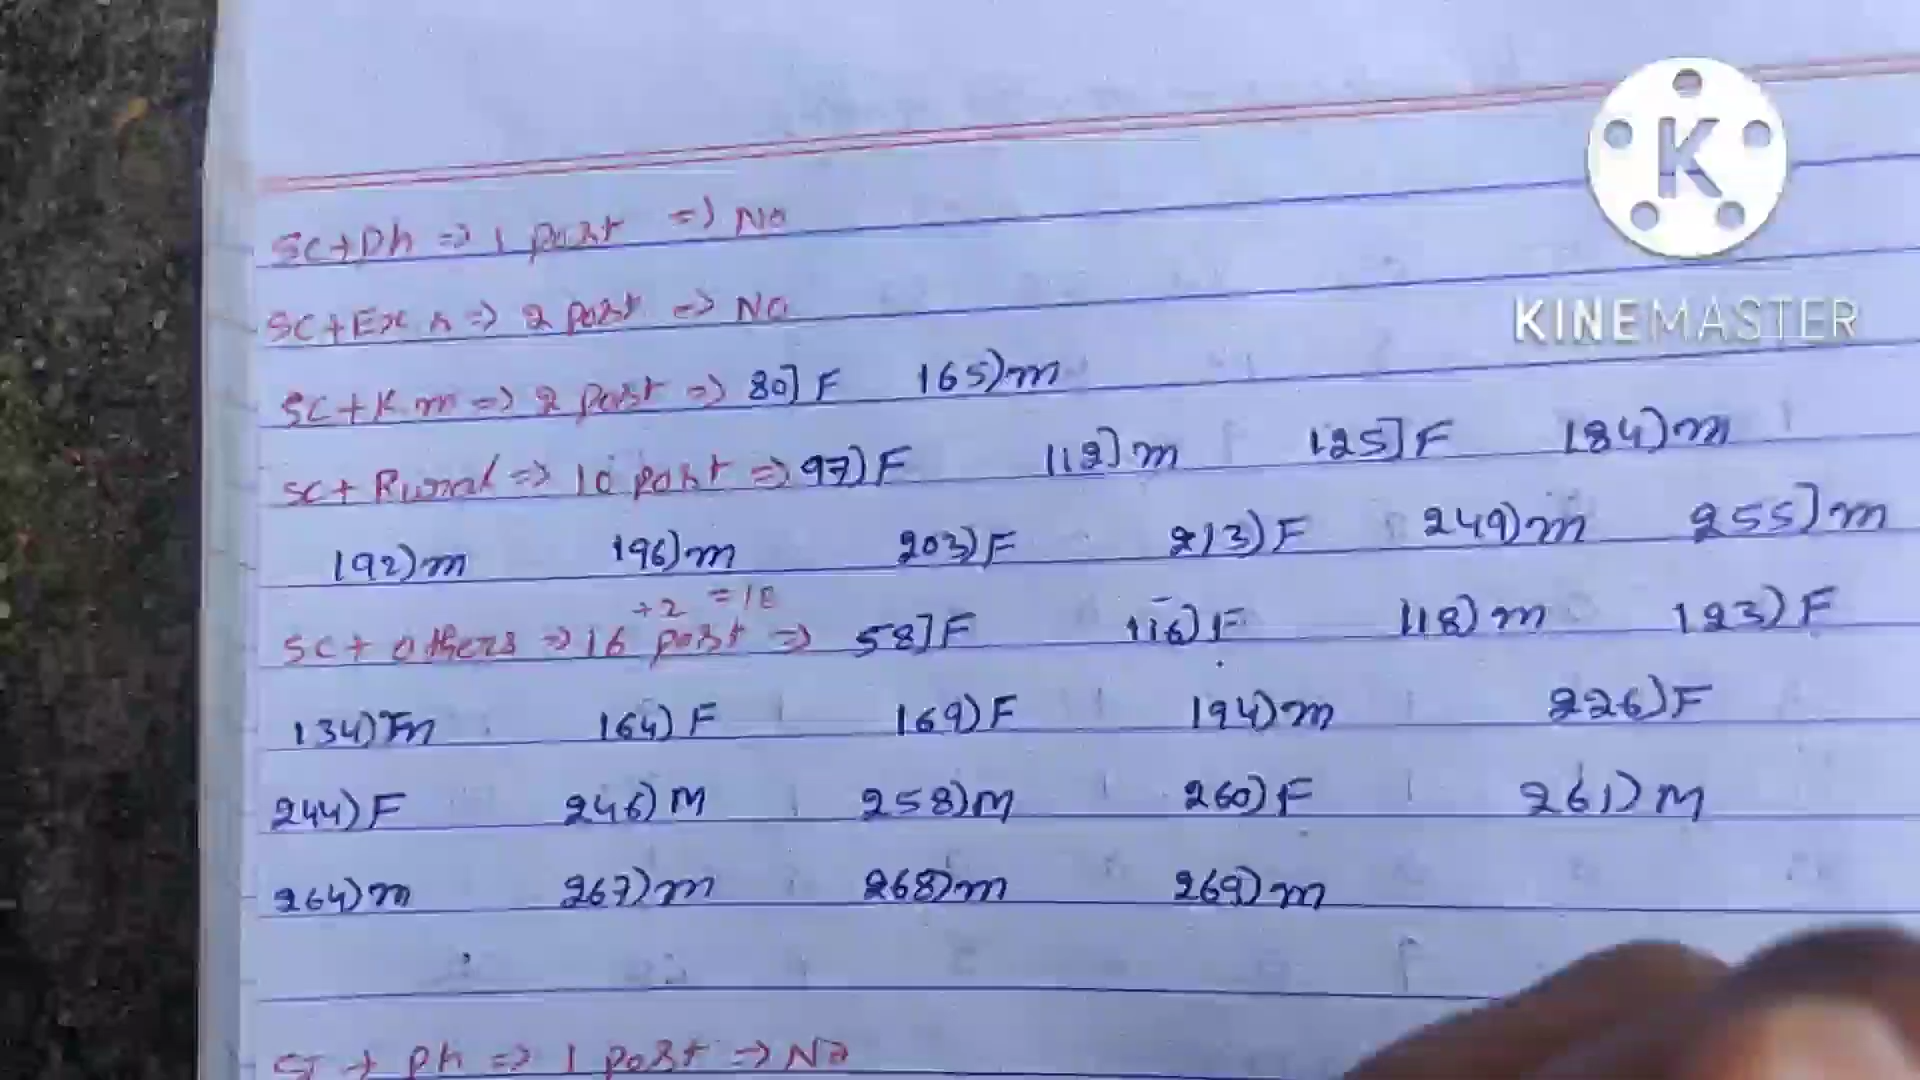 KINEMASTER
SC+Ph => 1 post => No
SC+Ex n => 2 post => No
SC+K.m => 2 post => 80] F 165) m
SC+ Rural => 10 post => 97) F 112] m 125] F 184) m
192) m 196) m 203) F 213) F 249) m 255] m
+2 =18
SC+ others => 16 post => 58] F 116) F 118) m 123) F
134) m 164) F 169) F 194) m 226) F
244) F 246) M 258) M 260) F 261) M
264) m 267) m 268) m 269) m
ST + Ph => 1 post => No